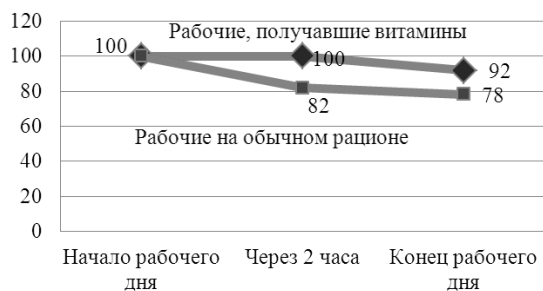 120
Рабочие, получавшие витамины
100
100
100
92
80
82
78
60
Рабочие на обычном рационе
40
20
0
Начало рабочего
дня
Через 2 часа
Конец рабочего
дня